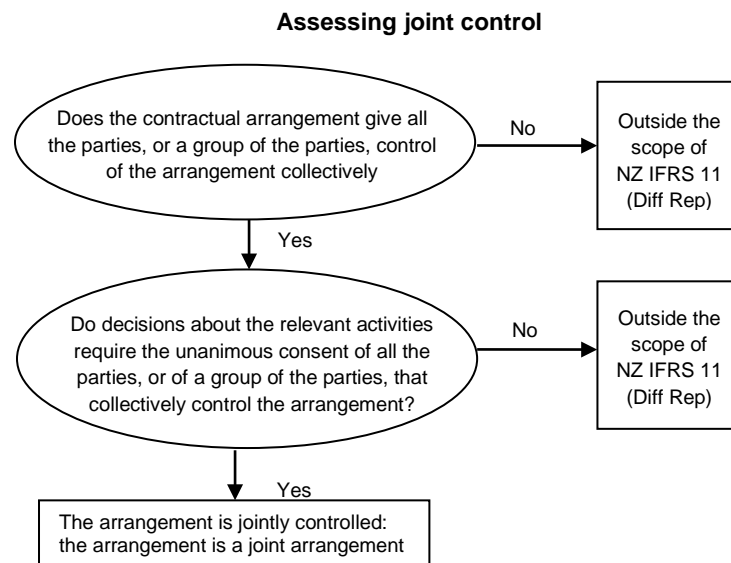 Assessing joint control
Does the contractual arrangement give all
the parties, or a group of the parties, control
of the arrangement collectively
No
Outside the
scope of
NZ IFRS 11
(Diff Rep)
Yes
Do decisions about the relevant activities
require the unanimous consent of all the
parties, or of a group of the parties, that
collectively control the arrangement?
No
Outside the
scope of
NZ IFRS 11
(Diff Rep)
Yes
The arrangement is jointly controlled:
the arrangement is a joint arrangement